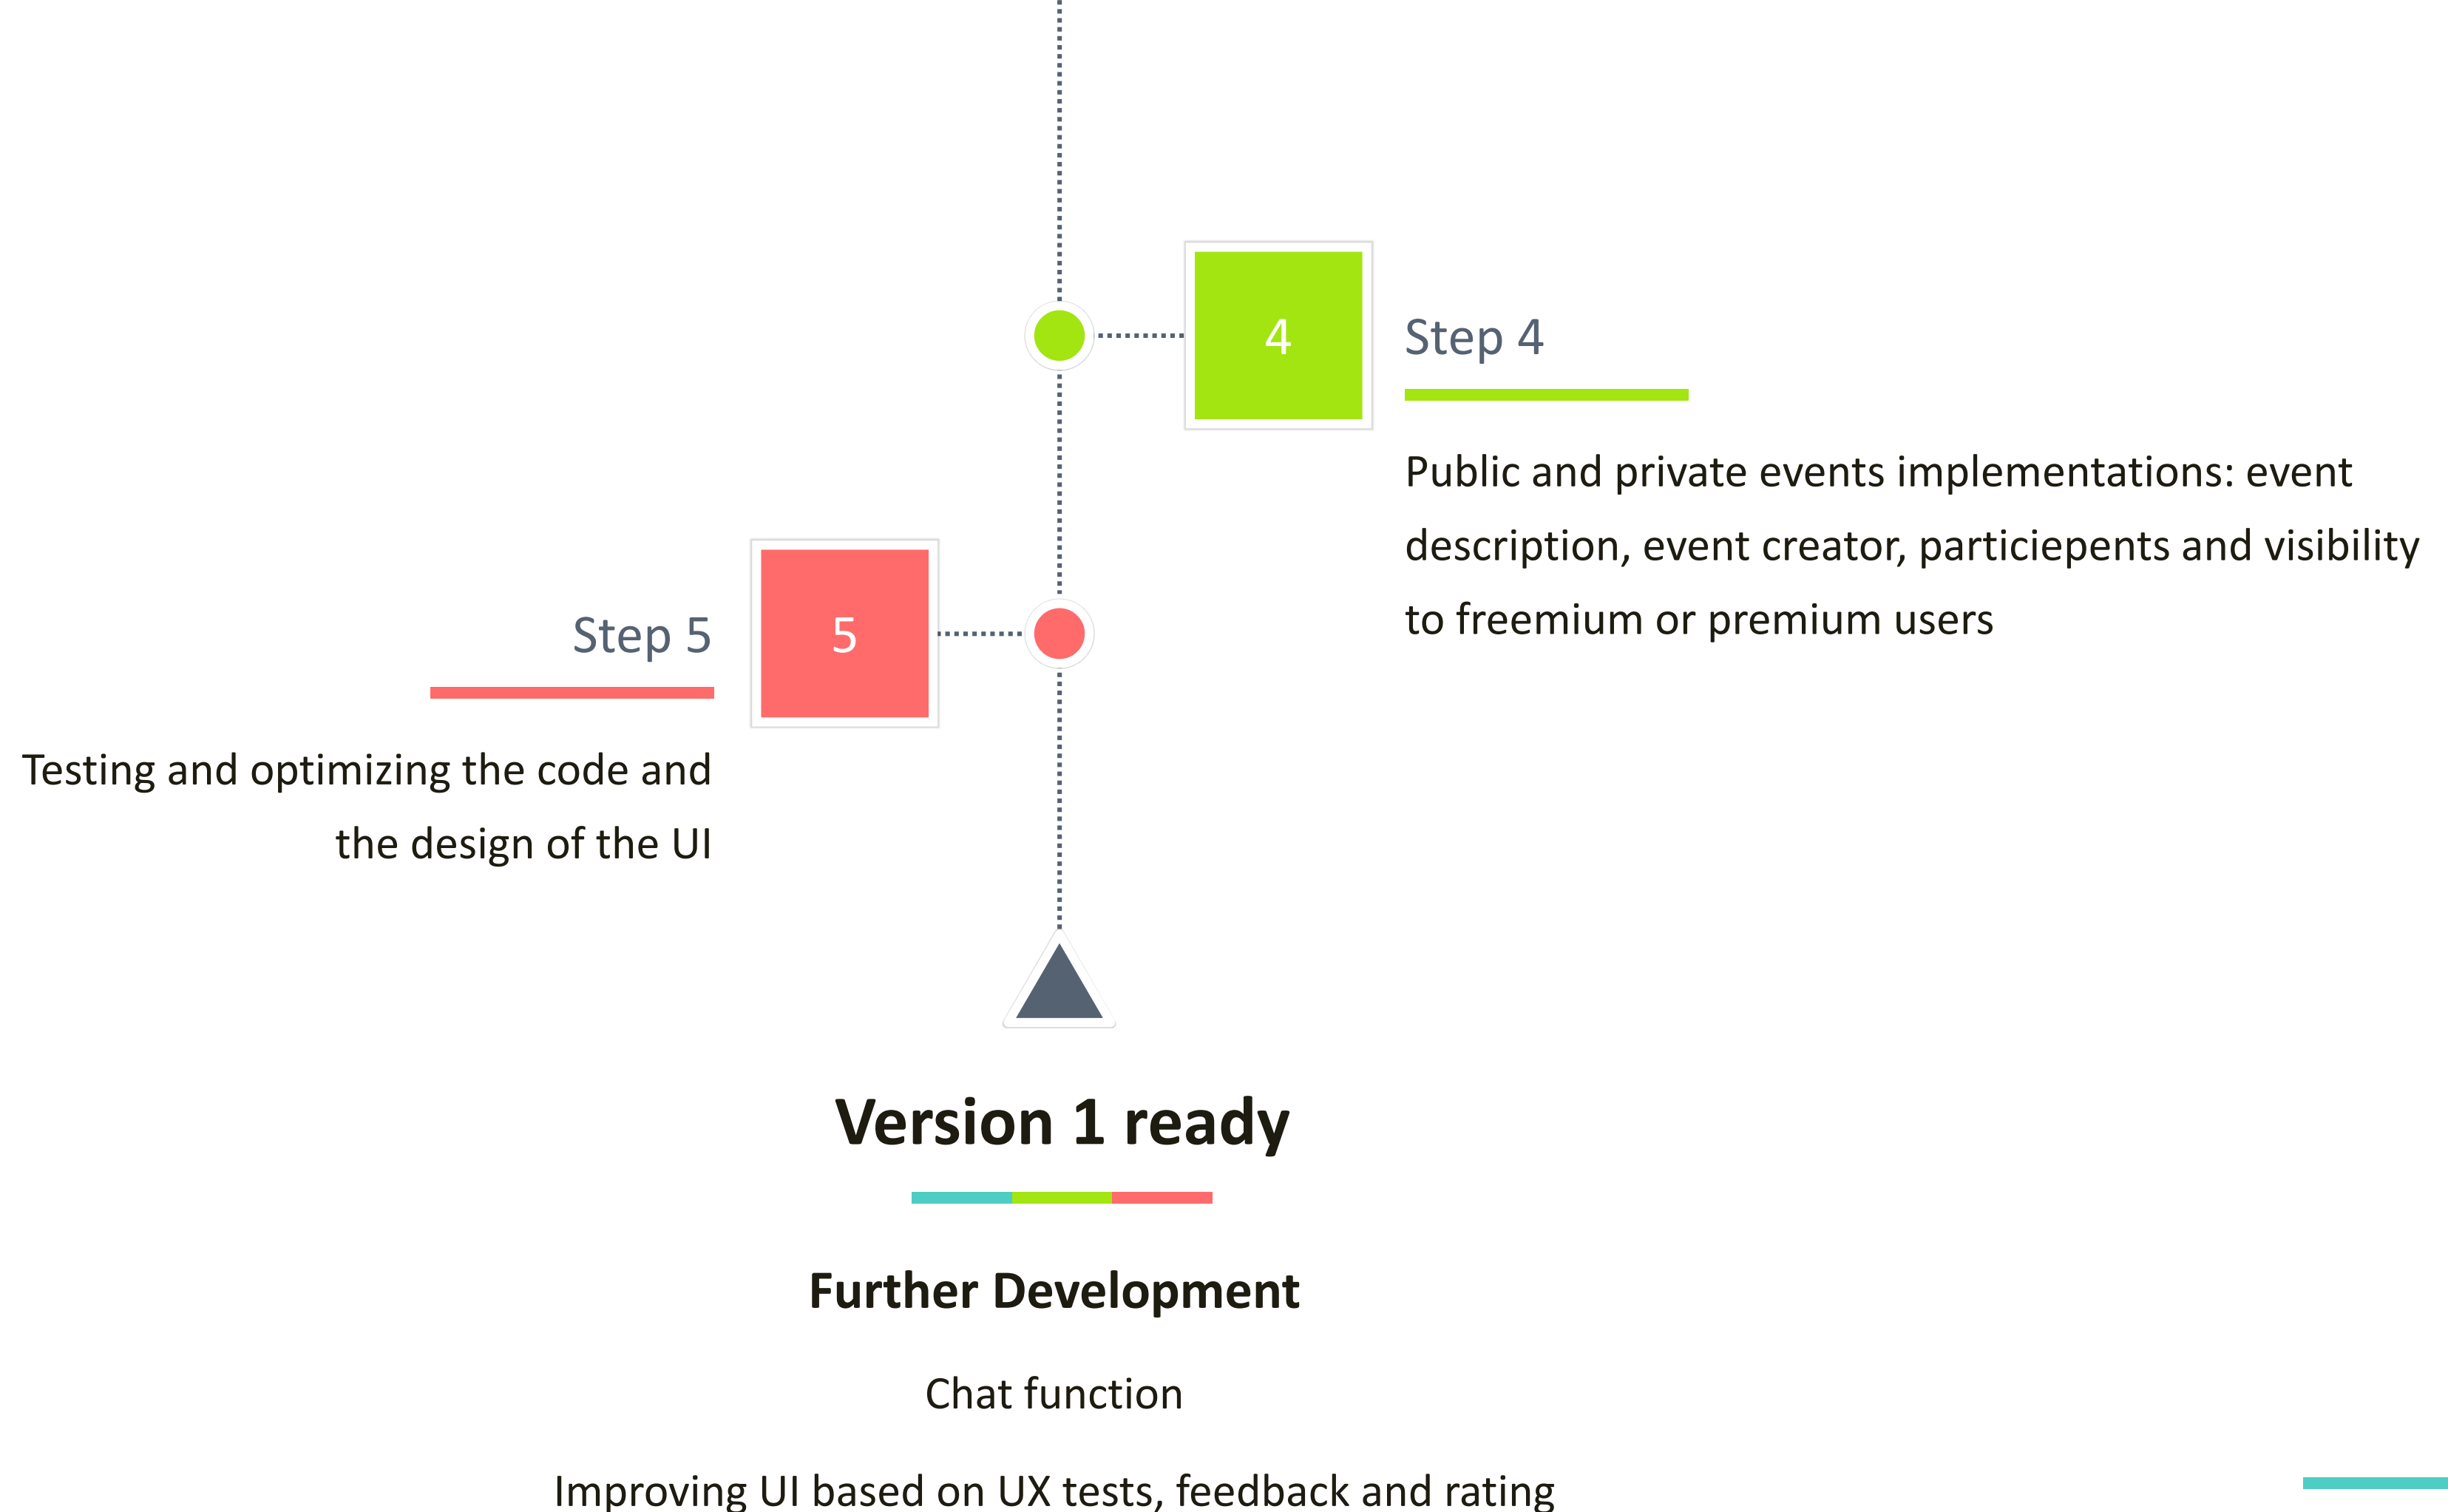 4
Step 4
Public and private events implementations: event
description, event creator, particiepents and visibility
to freemium or premium users
Step 5
5
Testing and optimizing the code and
the design of the UI
Version 1 ready
Further Development
Chat function
Improving UI based on UX tests, feedback and rating